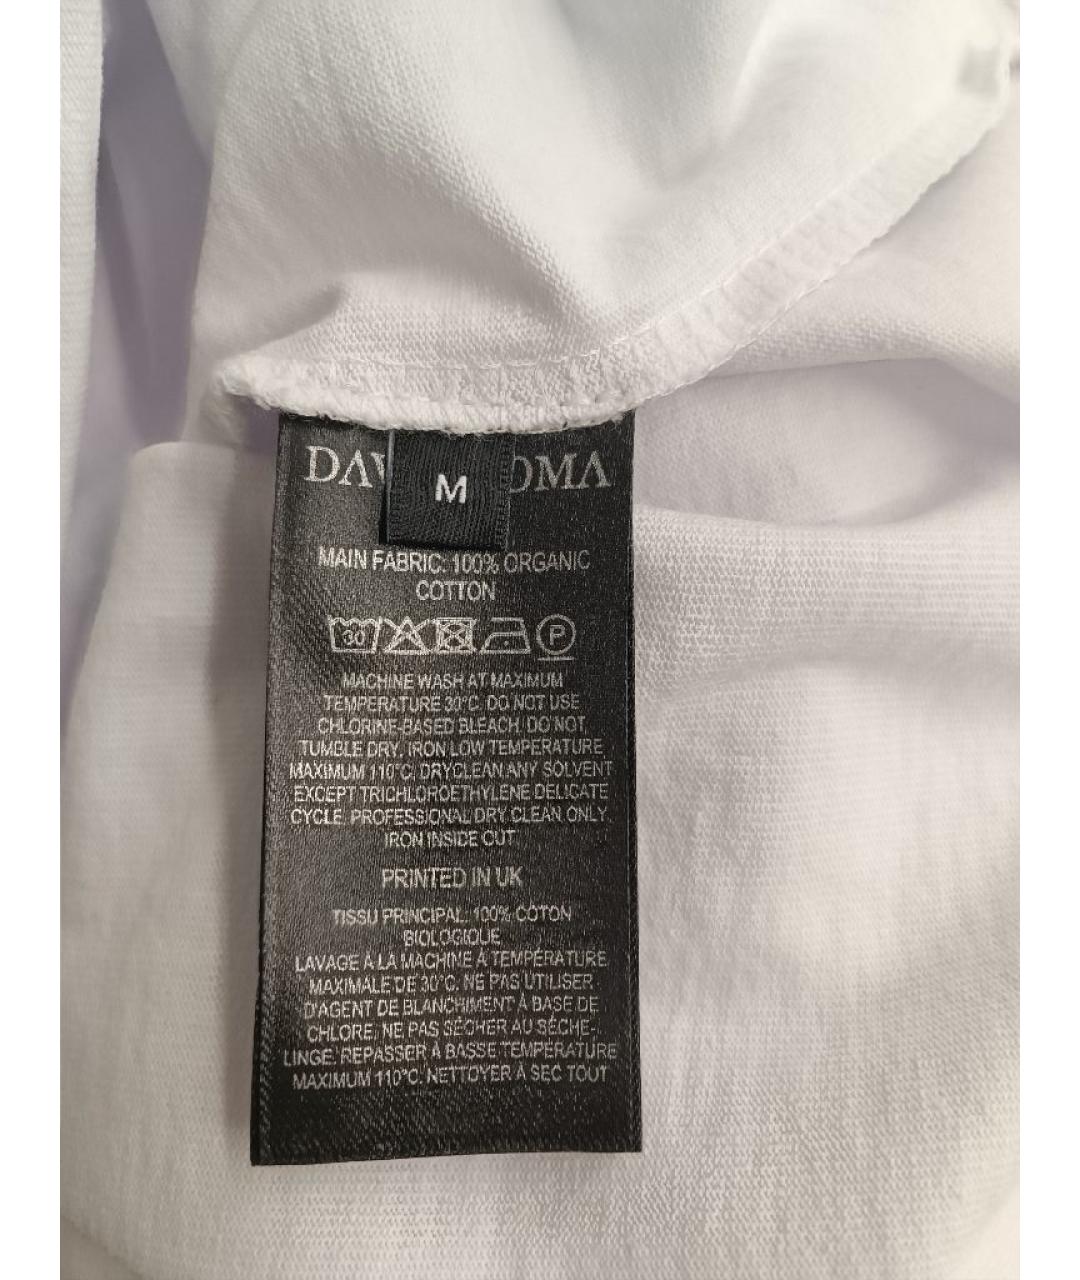 DAV OMA
M
MAIN FABRIC: 100% ORGANIC
COTTON
30 P
MACHINE WASH AT MAXIMUM
TEMPERATURE 30°C. DO NOT USE
CHLORINE-BASED BLEACH. DO NOT
TUMBLE DRY. IRON LOW TEMPERATURE,
MAXIMUM 110°C. DRYCLEAN ANY SOLVENT
EXCEPT TRICHLOROETHYLENE DELICATE
CYCLE. PROFESSIONAL DRY CLEAN ONLY.
IRON INSIDE OUT
PRINTED IN UK
TISSU PRINCIPAL: 100% COTON
BIOLOGIQUE
LAVAGE À LA MACHINE À TEMPÉRATURE
MAXIMALE DE 30°C. NE PAS UTILISER
D'AGENT DE BLANCHIMENT À BASE DE
CHLORE. NE PAS SÉCHER AU SÈCHE-
LINGE. REPASSER À BASSE TEMPÉRATURE
MAXIMUM 110°C. NETTOYER À SEC TOUT